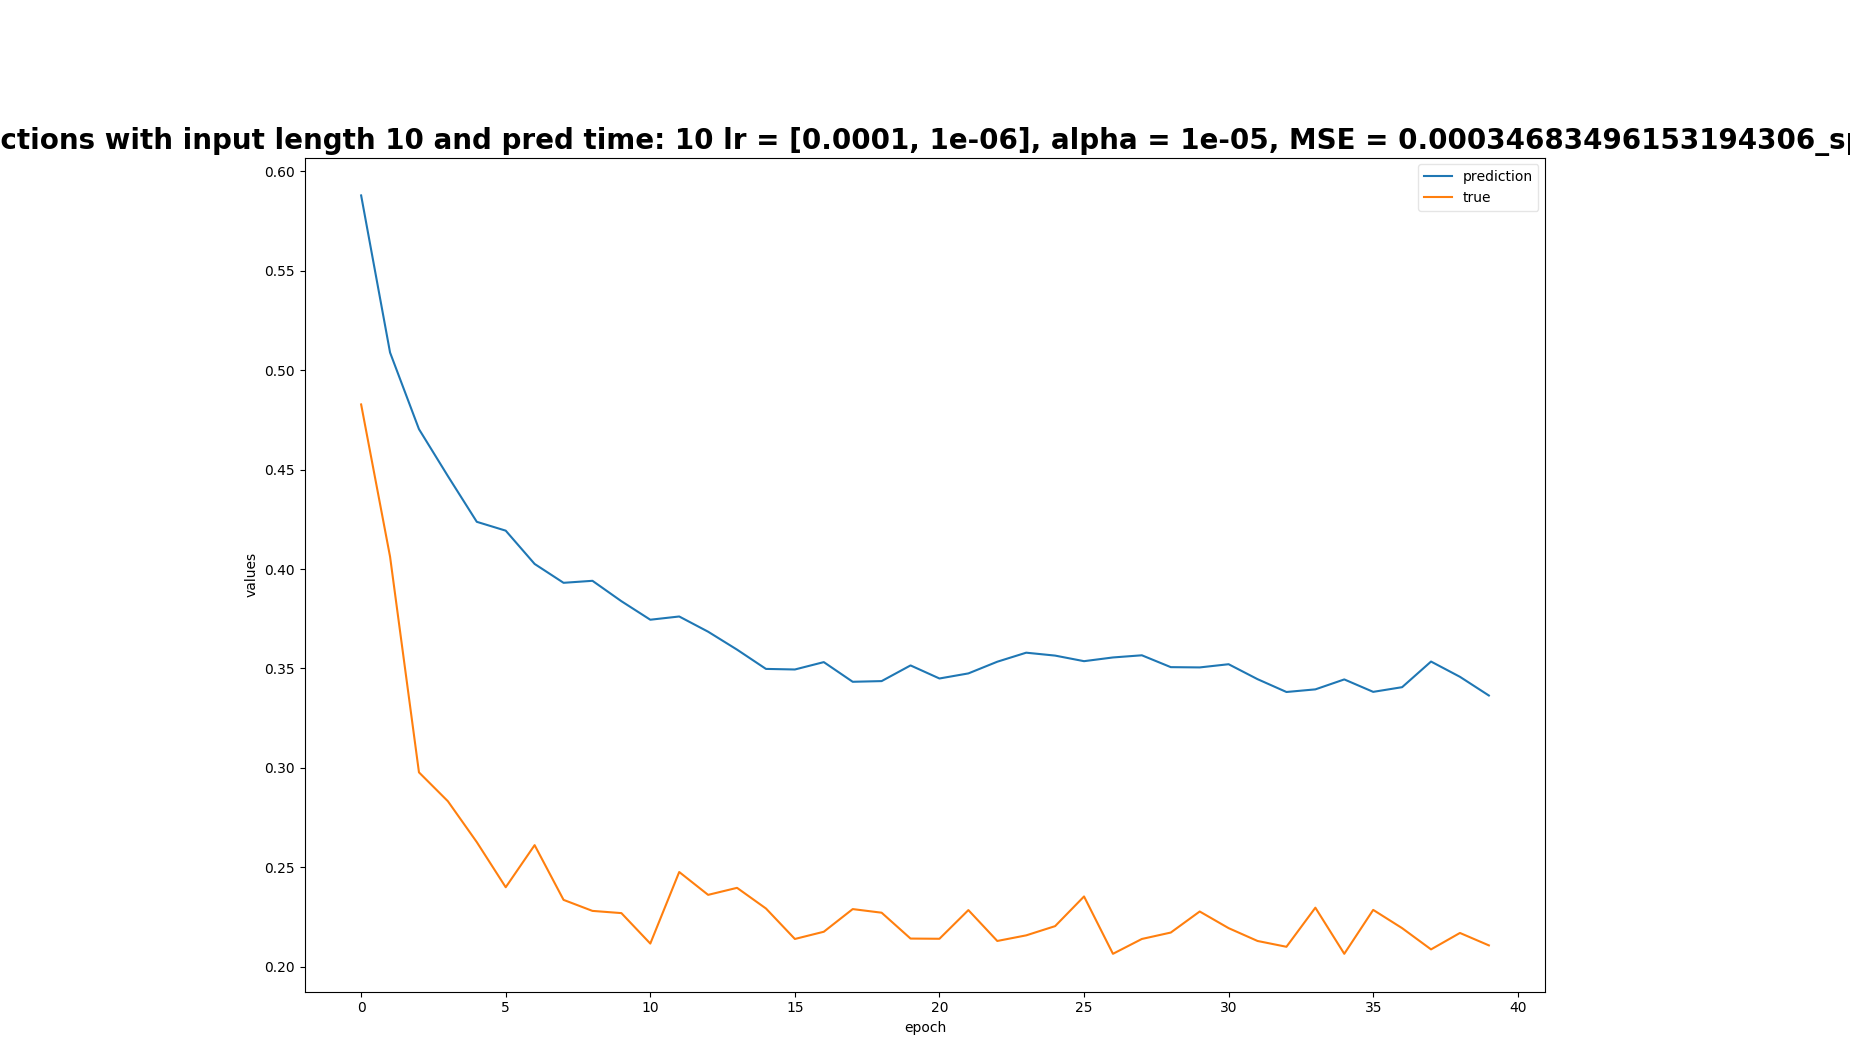 ctions with input length 10 and pred time: 10 lr = [0.0001, 1e-06], alpha = 1e-05, MSE = 0.00034683496153194306_sp
prediction
true
0.60
0.55
0.50
0.45
0.40
0.35
0.30
0.25
0.20
values
0 5 10 15 20 25 30 35 40
epoch